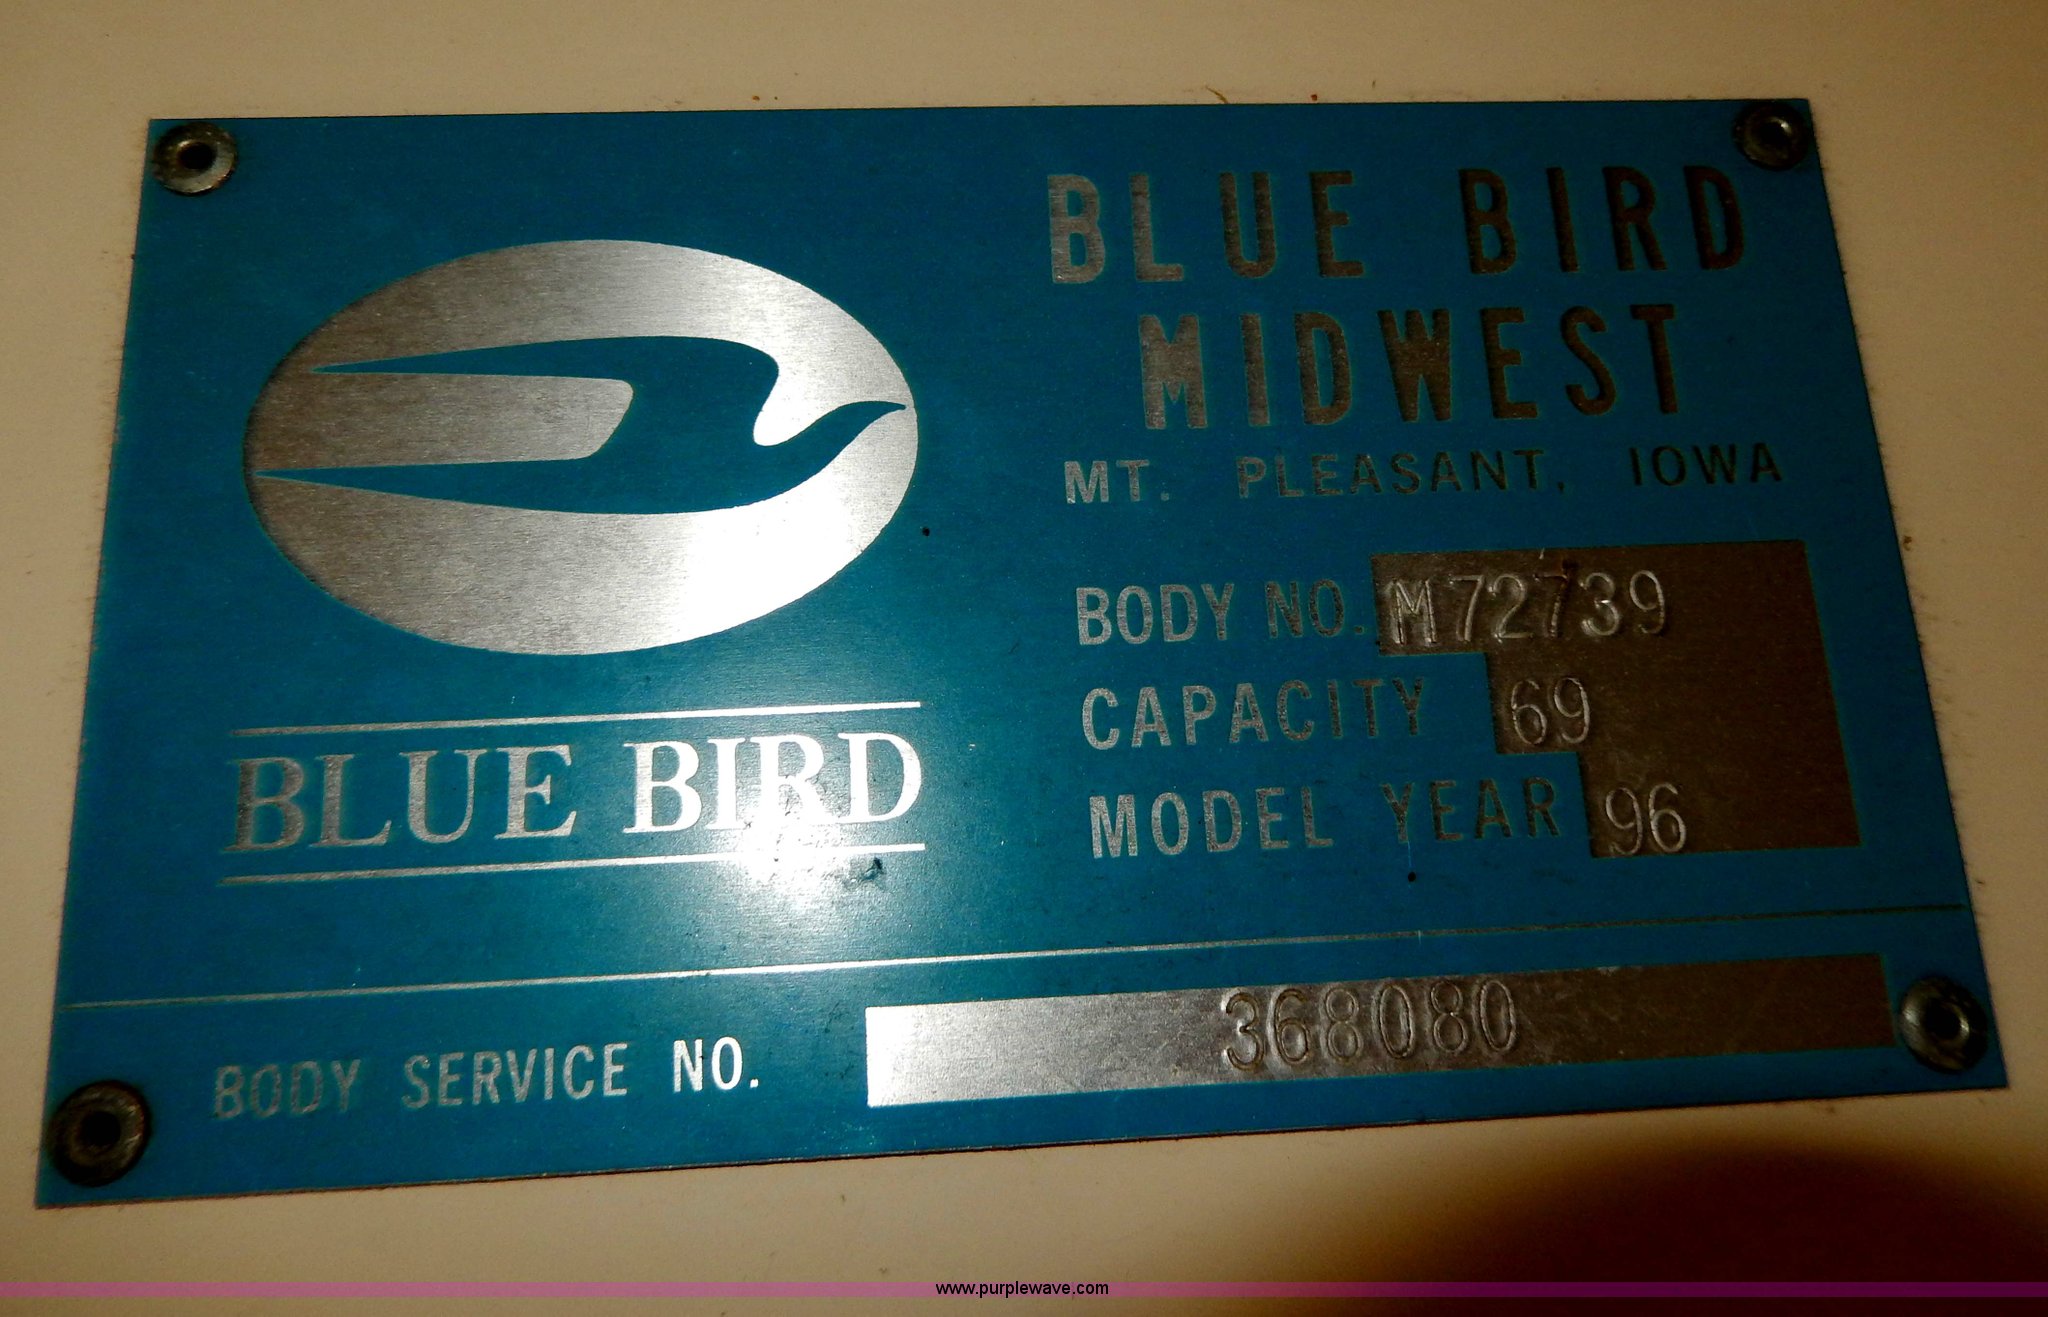 BLUE BIRD
MIDWEST
MT. PLEASANT, IOWA
BODY NO. M72739
CAPACITY 69
MODEL YEAR 96
BLUE BIRD
BODY SERVICE NO. 368080
www.purplewave.com